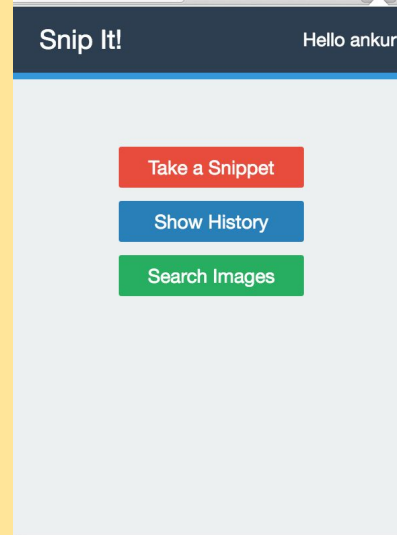 Snip It! Hello ankur
Take a Snippet
Show History
Search Images